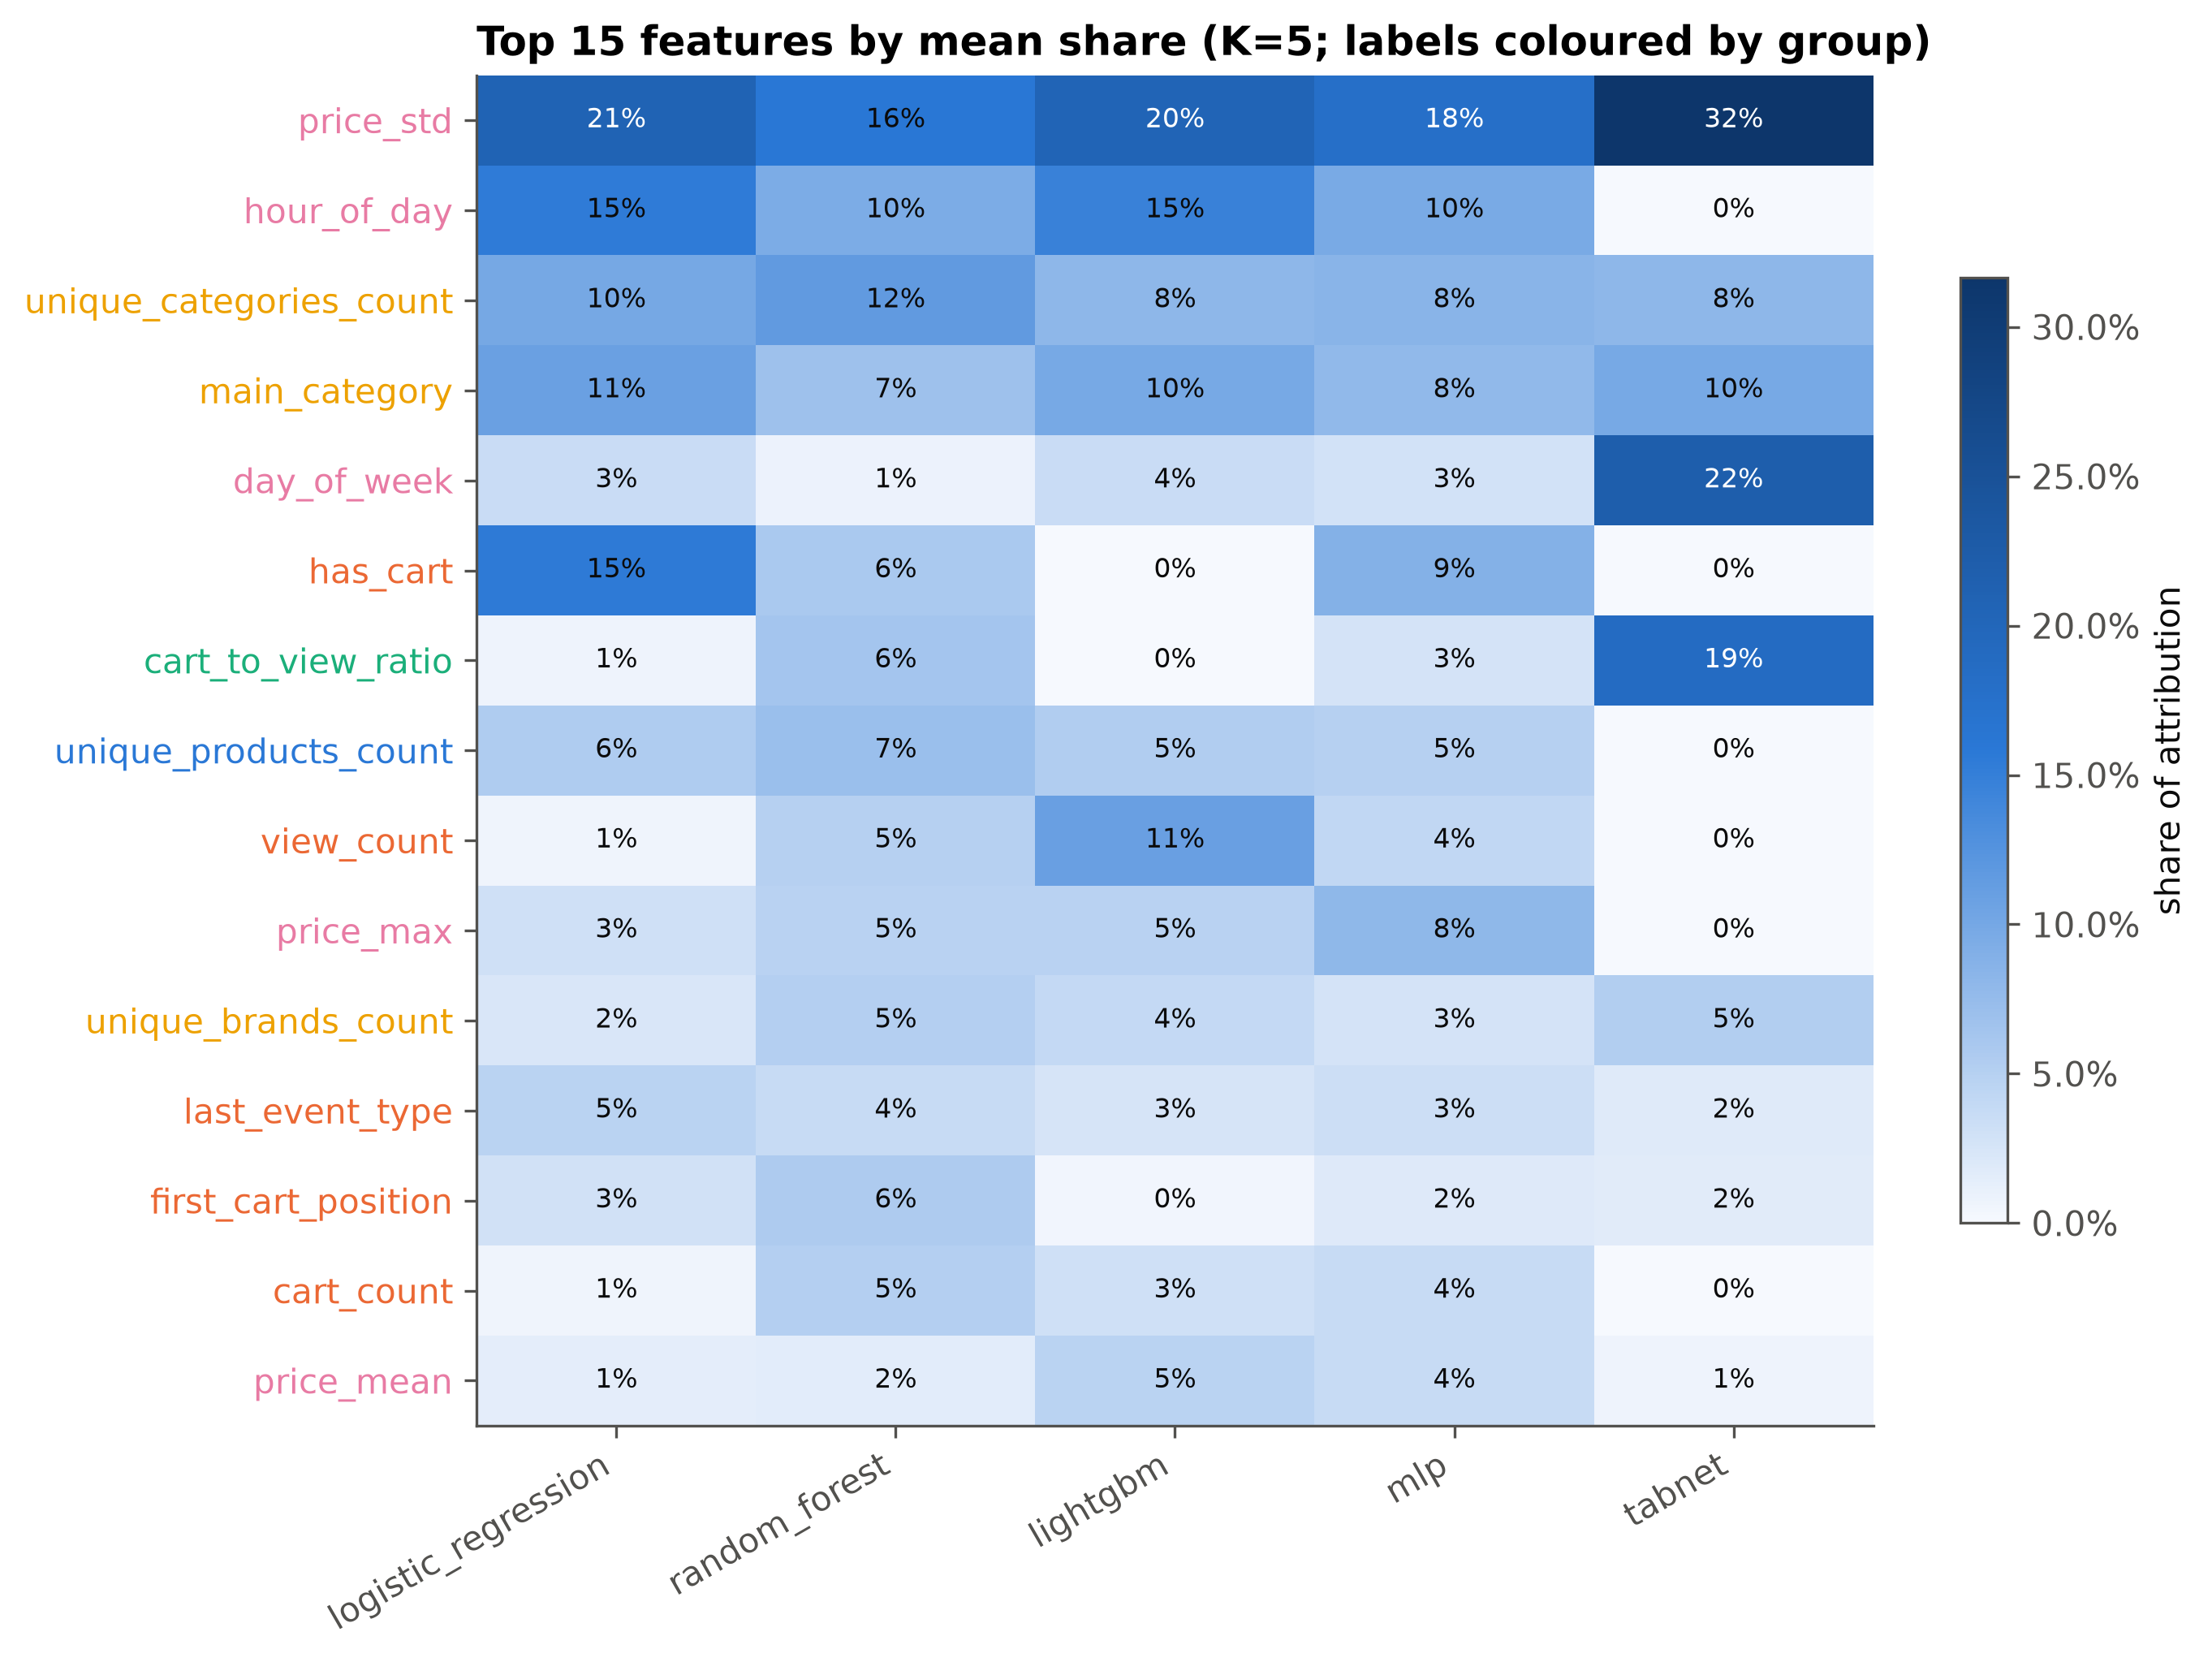 Top 15 features by mean share (K=5; labels coloured by group)
price_std 21% 16% 20% 18% 32%
hour_of_day 15% 10% 15% 10% 0%
unique_categories_count 10% 12% 8% 8% 8%
main_category 11% 7% 10% 8% 10%
day_of_week 3% 1% 4% 3% 22%
has_cart 15% 6% 0% 9% 0%
cart_to_view_ratio 1% 6% 0% 3% 19%
unique_products_count 6% 7% 5% 5% 0%
view_count 1% 5% 11% 4% 0%
price_max 3% 5% 5% 8% 0%
unique_brands_count 2% 5% 4% 3% 5%
last_event_type 5% 4% 3% 3% 2%
first_cart_position 3% 6% 0% 2% 2%
cart_count 1% 5% 3% 4% 0%
price_mean 1% 2% 5% 4% 1%
logistic_regression random_forest lightgbm mlp tabnet
30.0%
25.0%
20.0%
15.0%
10.0%
5.0%
0.0%
share of attribution